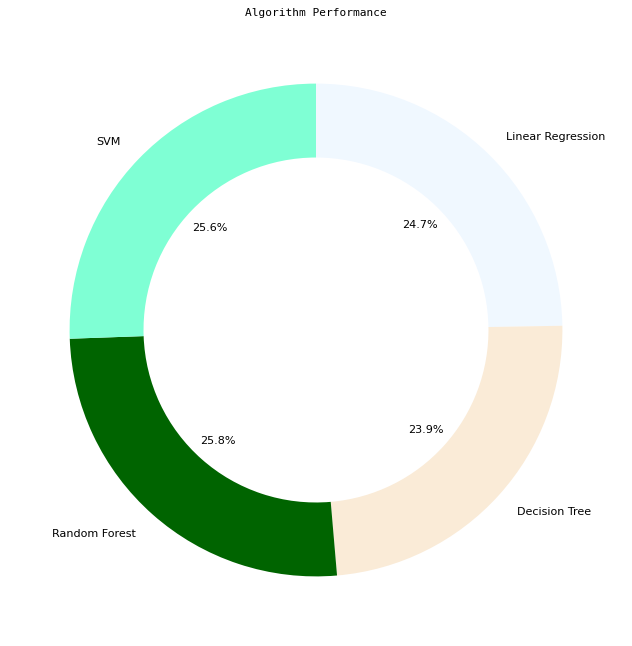 Algorithm Performance
Linear Regression
SVM
24.7%
25.6%
23.9%
25.8%
Decision Tree
Random Forest